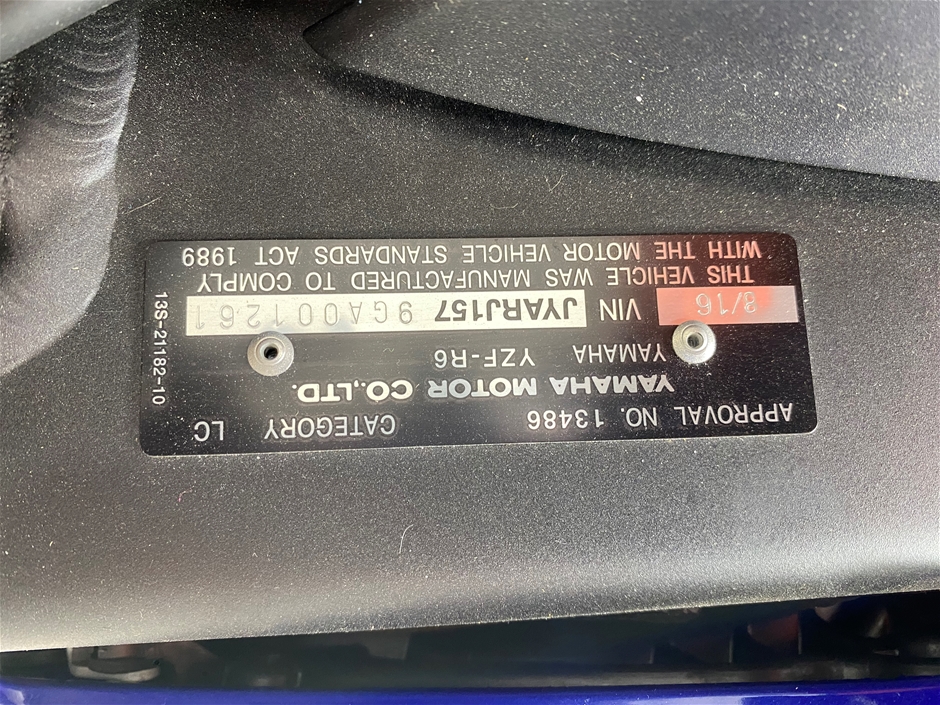 APPROVAL NO. 13486 CATEGORY LC
YAMAHA MOTOR CO.,LTD.
YAMAHA YZF-R6
8/16 VIN JYARJ157 9GA001261
THIS VEHICLE WAS MANUFACTURED TO COMPLY
WITH THE MOTOR VEHICLE STANDARDS ACT 1989
13S-21182-10